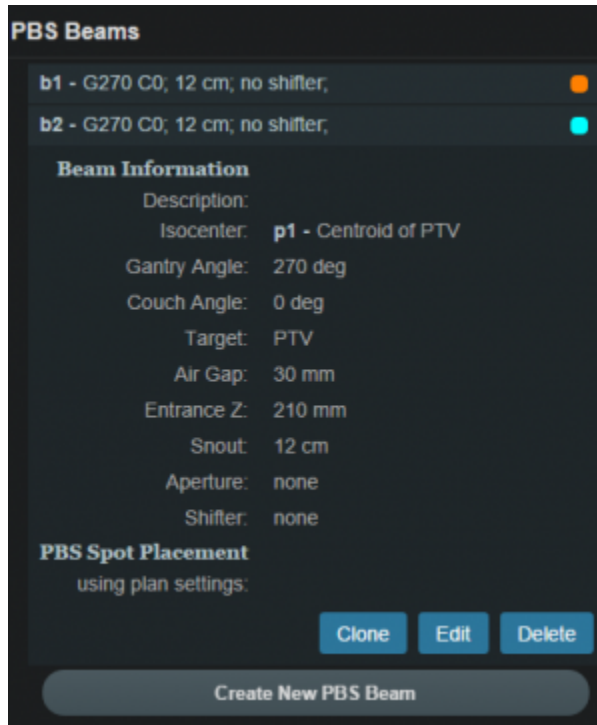 PBS Beams
b1 - G270 C0; 12 cm; no shifter;
b2 - G270 C0; 12 cm; no shifter;
Beam Information
Description:
Isocenter: p1 - Centroid of PTV
Gantry Angle: 270 deg
Couch Angle: 0 deg
Target: PTV
Air Gap: 30 mm
Entrance Z: 210 mm
Snout: 12 cm
Aperture: none
Shifter: none
PBS Spot Placement
using plan settings:
Clone Edit Delete
Create New PBS Beam